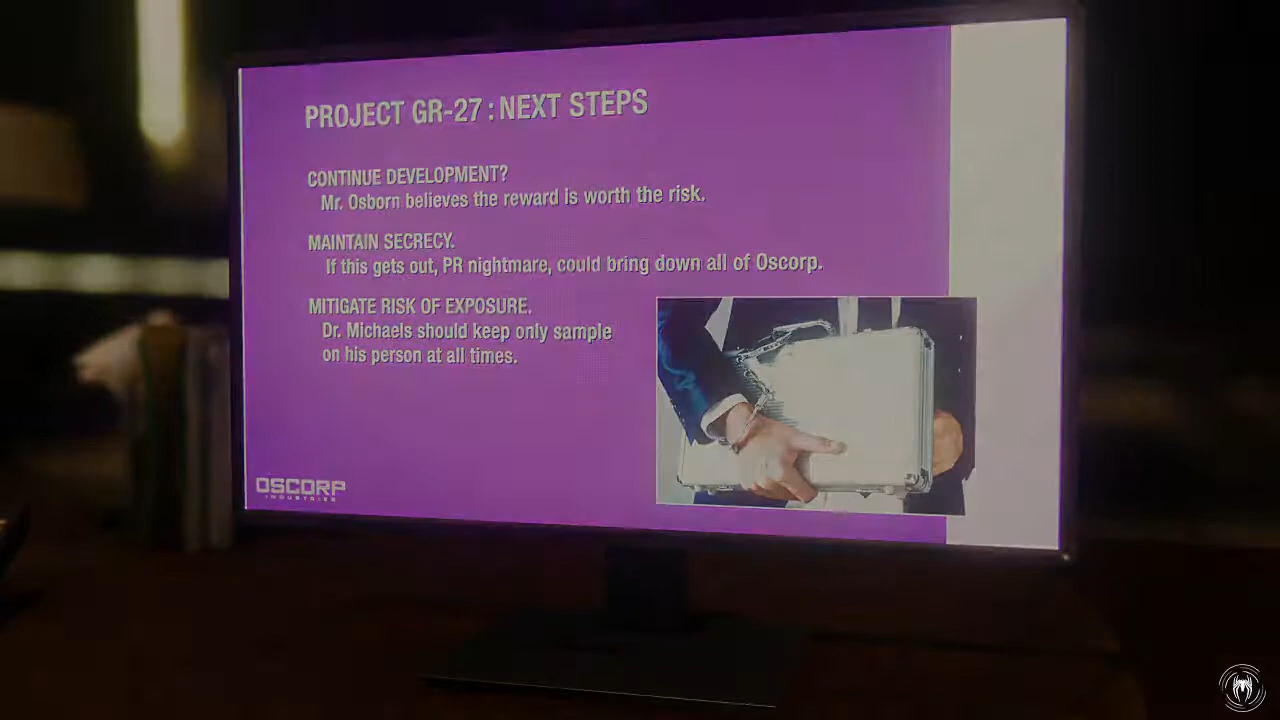 PROJECT GR-27 : NEXT STEPS
CONTINUE DEVELOPMENT?
Mr. Osborn believes the reward is worth the risk.
MAINTAIN SECRECY.
If this gets out, PR nightmare, could bring down all of Oscorp.
MITIGATE RISK OF EXPOSURE.
Dr. Michaels should keep only sample
on his person at all times.
OSCORP
INDUSTRIES